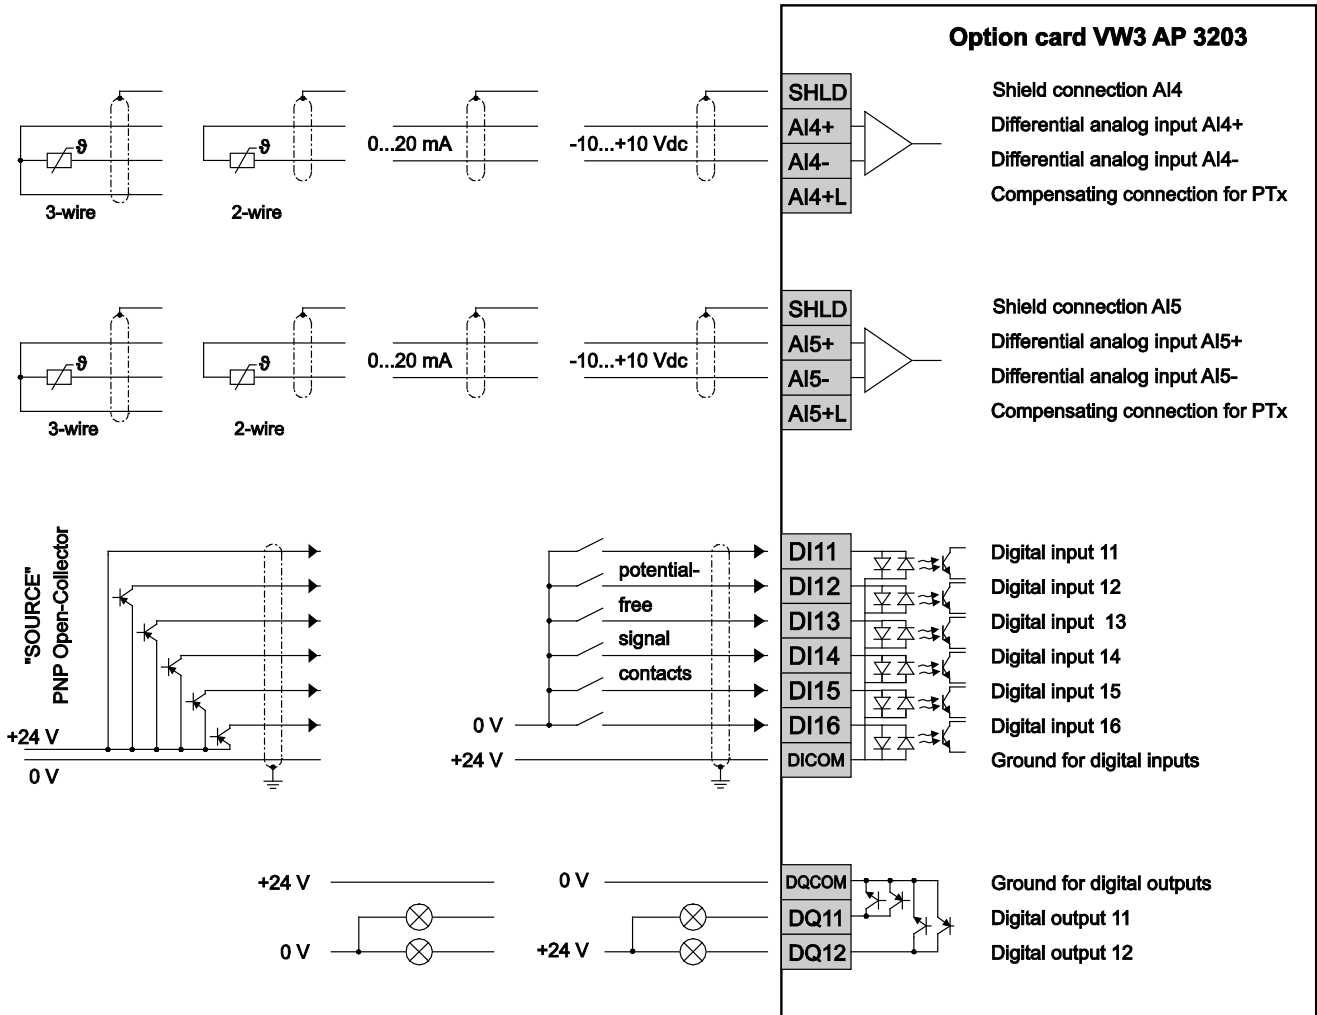 Option card VW3 AP 3203
SHLD
Shield connection AI4
AI4+
Differential analog input AI4+
ϑ
ϑ
0...20 mA
-10...+10 Vdc
AI4-
Differential analog input AI4-
AI4+L
Compensating connection for PTx
3-wire
2-wire
SHLD
Shield connection AI5
AI5+
Differential analog input AI5+
ϑ
ϑ
0...20 mA
-10...+10 Vdc
AI5-
Differential analog input AI5-
AI5+L
Compensating connection for PTx
3-wire
2-wire
"SOURCE"
PNP Open-Collector
+24 V
0 V
potential-
free
signal
contacts
0 V
+24 V
DI11
Digital input 11
DI12
Digital input 12
DI13
Digital input 13
DI14
Digital input 14
DI15
Digital input 15
DI16
Digital input 16
DICOM
Ground for digital inputs
+24 V
0 V
DQCOM
Ground for digital outputs
DQ11
Digital output 11
0 V
+24 V
DQ12
Digital output 12